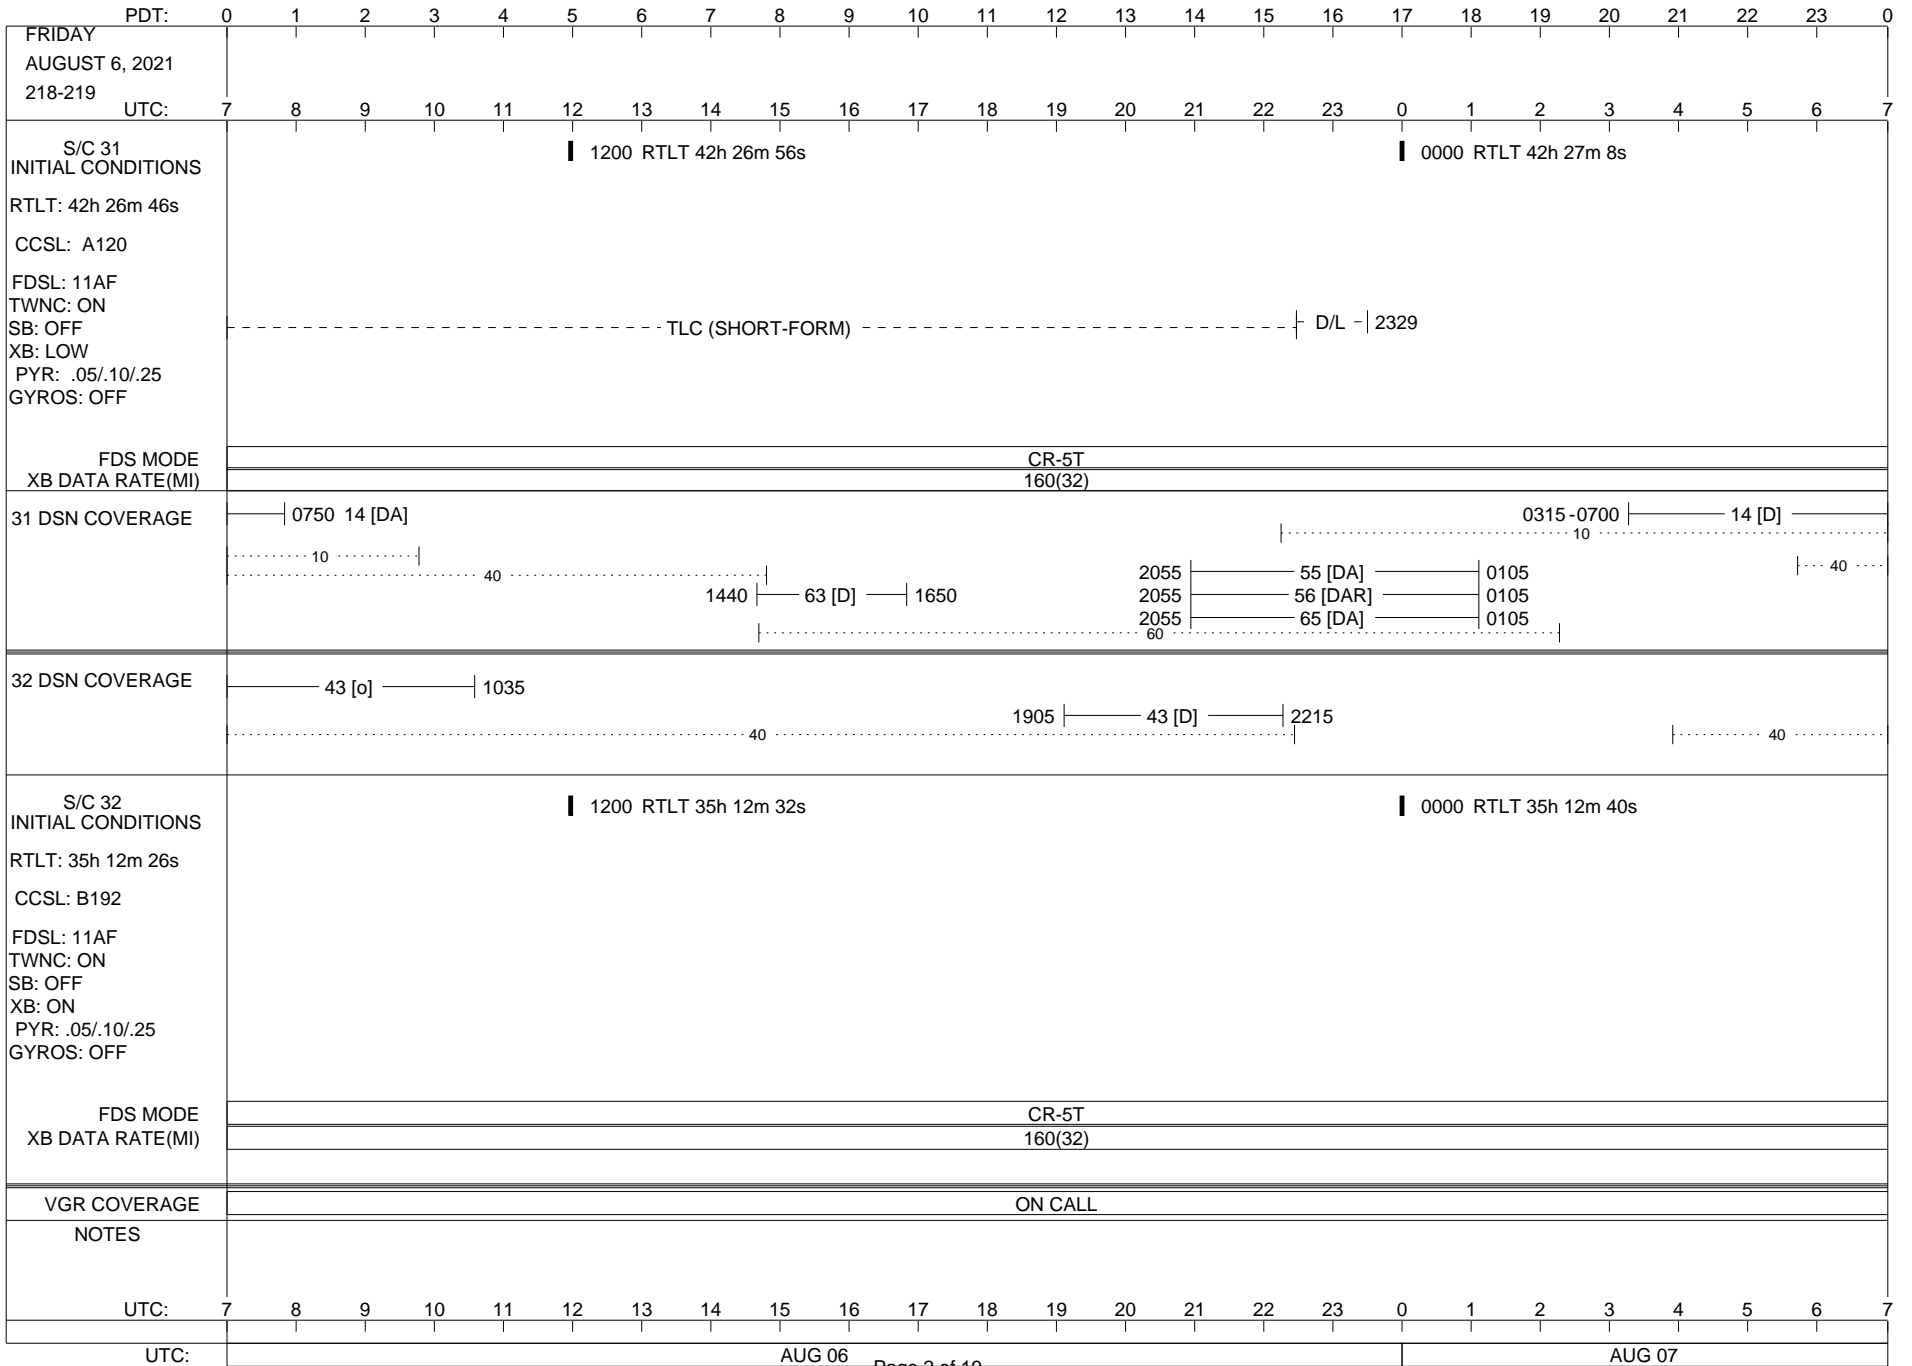 PDT: 0 1 2 3 4 5 6 7 8 9 10 11 12 13 14 15 16 17 18 19 20 21 22 23 0
FRIDAY
AUGUST 6, 2021
218-219
UTC: 7 8 9 10 11 12 13 14 15 16 17 18 19 20 21 22 23 0 1 2 3 4 5 6 7
S/C 31
INITIAL CONDITIONS
1200 RTLT 42h 26m 56s
0000 RTLT 42h 27m 8s
RTLT: 42h 26m 46s
CCSL: A120
FDSL: 11AF
TWNC: ON
SB: OFF
XB: LOW
PYR: .05/.10/.25
GYROS: OFF
TLC (SHORT-FORM) D/L 2329
FDS MODE CR-5T
XB DATA RATE(MI) 160(32)
31 DSN COVERAGE
0750 14 [DA]
0315-0700 14 [D]
10
10
40
40
2055 55 [DA] 0105
1440 63 [D] 1650
2055 56 [DAR] 0105
2055 65 [DA] 0105
60
32 DSN COVERAGE
43 [o] 1035
1905 43 [D] 2215
40
40
S/C 32
INITIAL CONDITIONS
1200 RTLT 35h 12m 32s
0000 RTLT 35h 12m 40s
RTLT: 35h 12m 26s
CCSL: B192
FDSL: 11AF
TWNC: ON
SB: OFF
XB: ON
PYR: .05/.10/.25
GYROS: OFF
FDS MODE CR-5T
XB DATA RATE(MI) 160(32)
VGR COVERAGE ON CALL
NOTES
UTC: 7 8 9 10 11 12 13 14 15 16 17 18 19 20 21 22 23 0 1 2 3 4 5 6 7
UTC: AUG 06 AUG 07
Page 2 of 19